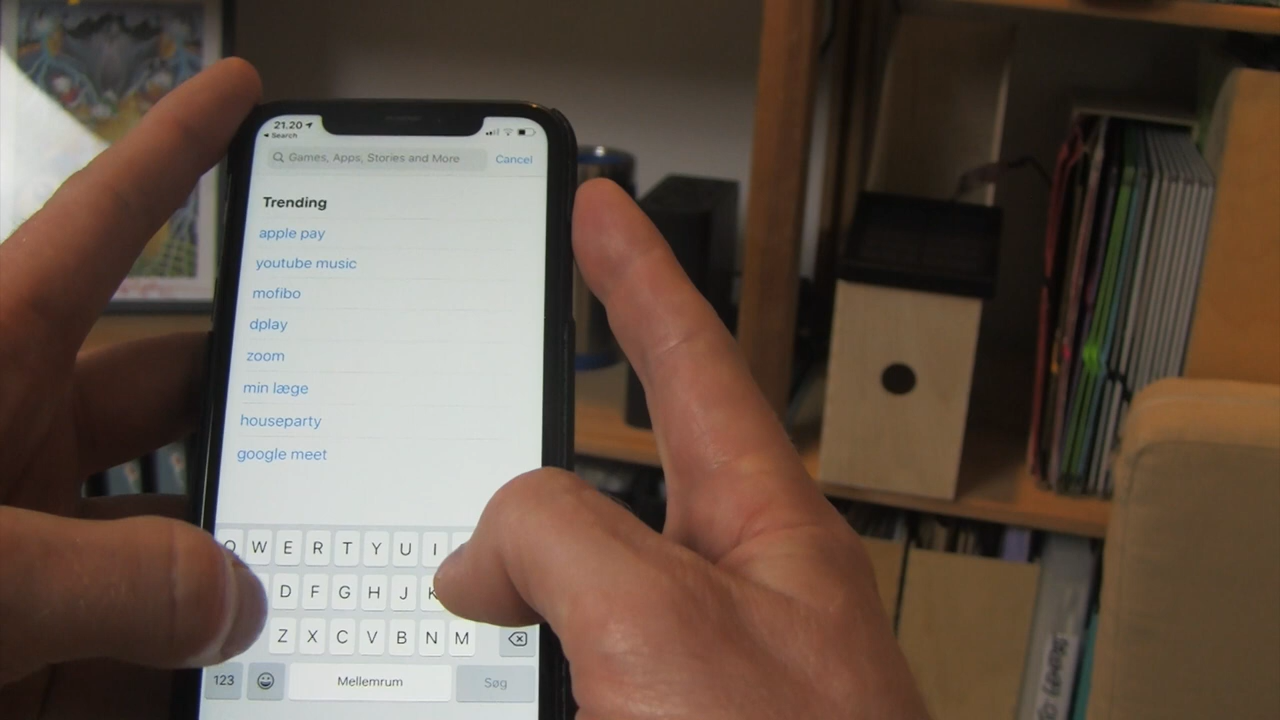 21.20
Search
Games, Apps, Stories and More
Cancel
Trending
apple pay
youtube music
mofibo
dplay
zoom
min læge
houseparty
google meet
Q W E R T Y U I
D F G H J K
Z X C V B N M
123
Mellemrum
Søg